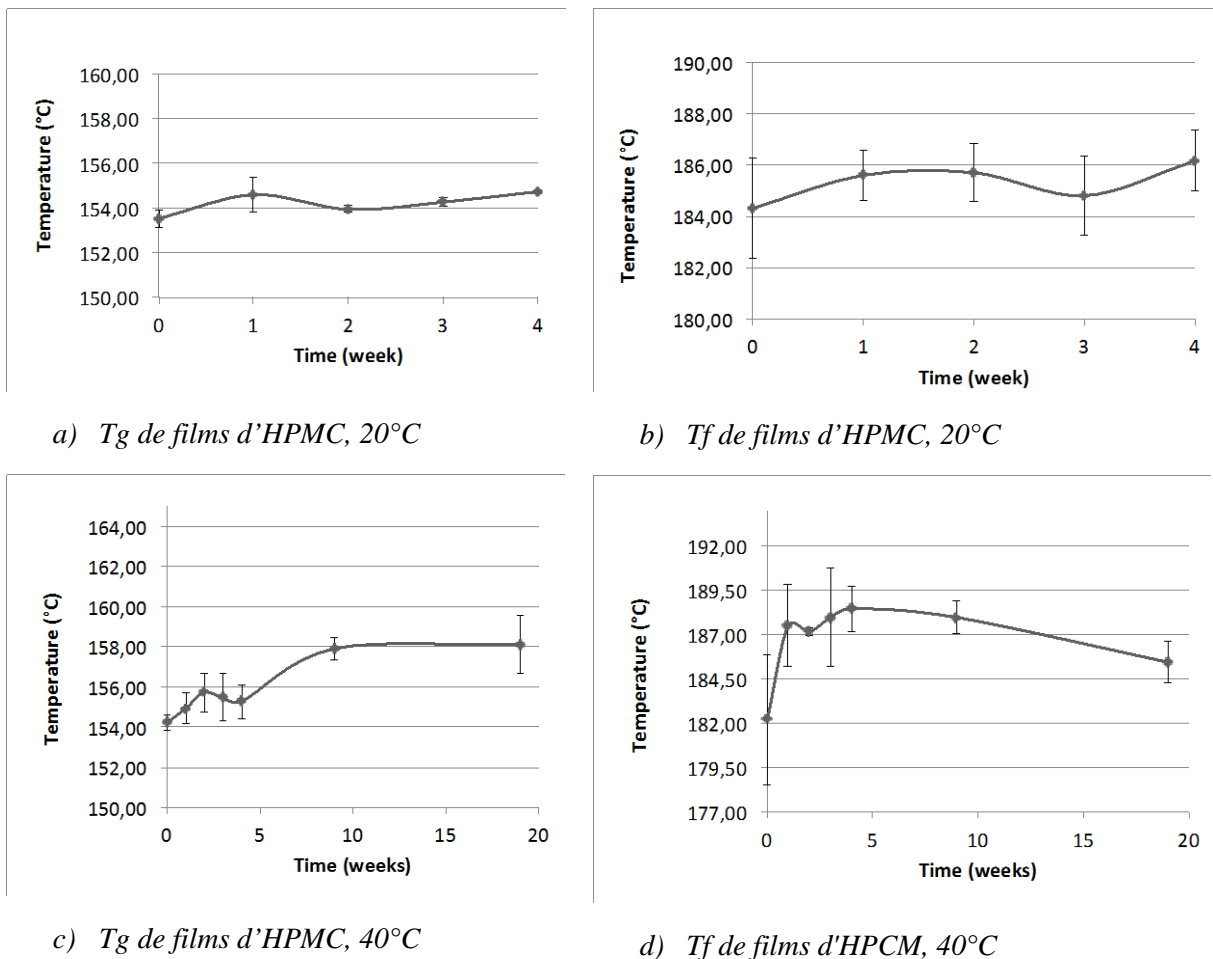 160,00
158,00
156,00
154,00
152,00
150,00
Temperature (°C)
0 1 2 3 4
Time (week)
a) Tg de films d'HPMC, 20°C
190,00
188,00
186,00
184,00
182,00
180,00
Temperature (°C)
0 1 2 3 4
Time (week)
b) Tf de films d'HPMC, 20°C
164,00
162,00
160,00
158,00
156,00
154,00
152,00
150,00
Temperature (°C)
0 5 10 15 20
Time (weeks)
c) Tg de films d'HPMC, 40°C
192,00
189,50
187,00
184,50
182,00
179,50
177,00
Temperature (°C)
0 5 10 15 20
Time (weeks)
d) Tf de films d'HPCM, 40°C